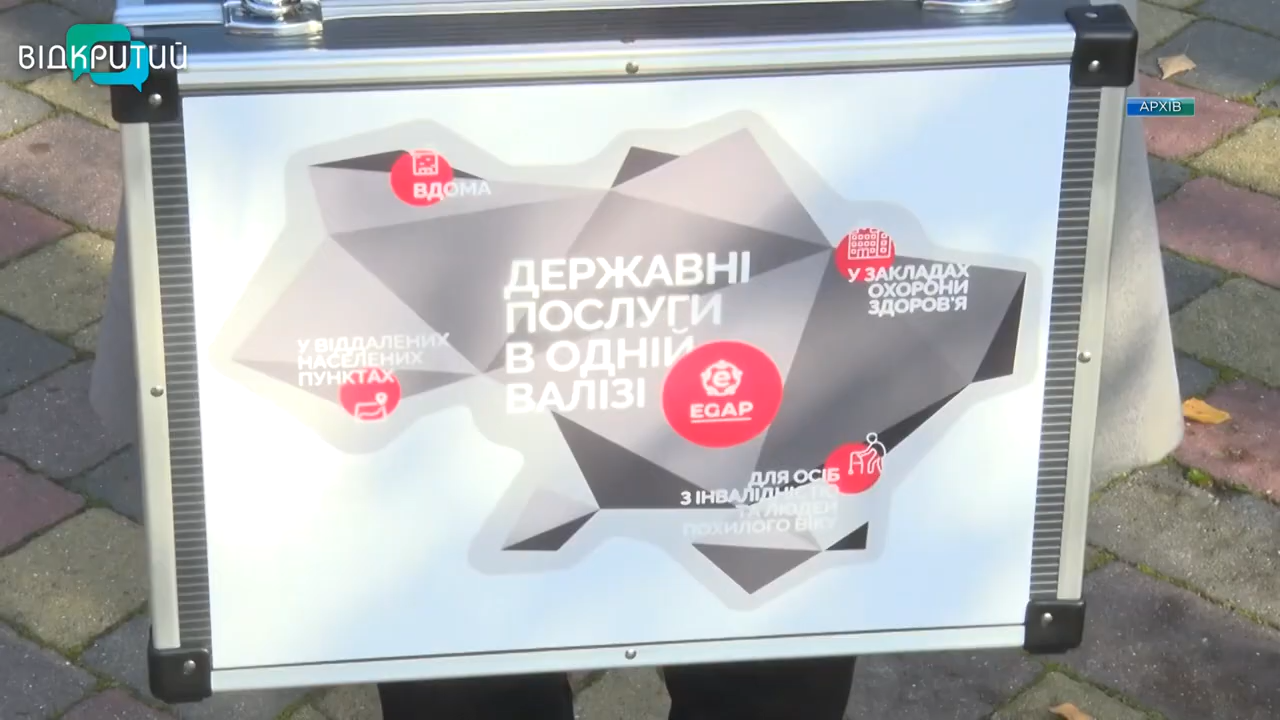 ВІДКРИТИЙ
АРХІВ
ВДОМА
ДЕРЖАВНІ
ПОСЛУГИ
В ОДНІЙ
ВАЛІЗІ
У ЗАКЛАДАХ
ОХОРОНИ
ЗДОРОВ'Я
У ВІДДАЛЕНИХ
НАСЕЛЕНИХ
ПУНКТАХ
e
EGAP
ДЛЯ ОСІБ
З ІНВАЛІДНІСТЮ
ТА ЛЮДЕЙ
ПОХИЛОГО ВІКУ